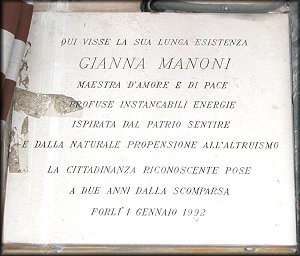 QUI VISSE LA SUA LUNGA ESISTENZA
GIANNA MANONI
MAESTRA D'AMORE E DI PACE
PROFUSE INSTANCABILI ENERGIE
ISPIRATA DAL PATRIO SENTIRE
E DALLA NATURALE PROPENSIONE ALL'ALTRUISMO
LA CITTADINANZA RICONOSCENTE POSE
A DUE ANNI DALLA SCOMPARSA
FORLI' 1 GENNAIO 1992